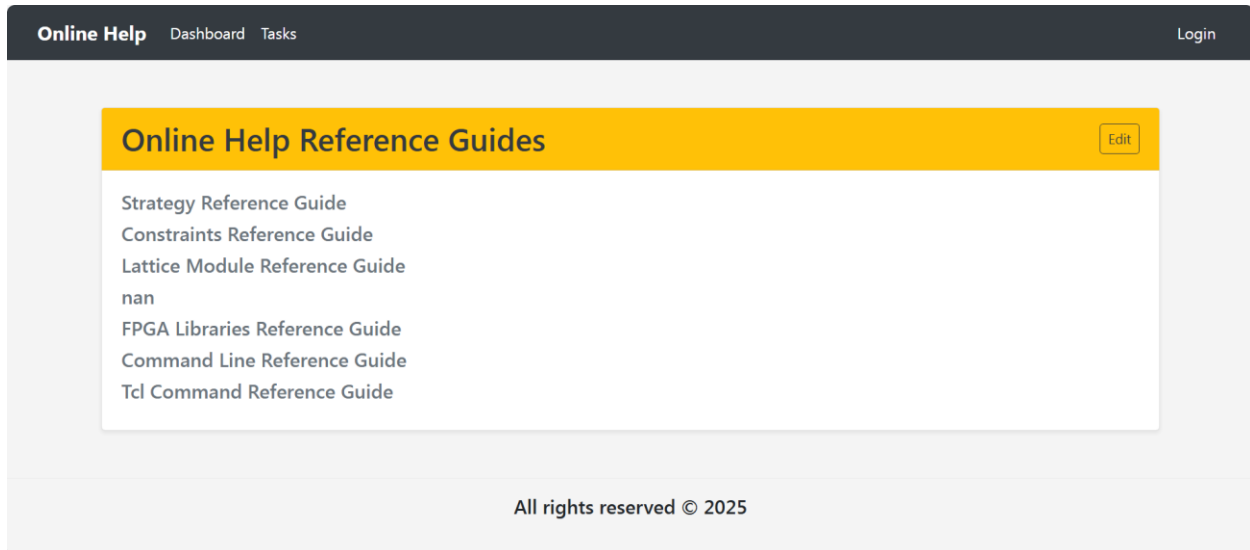 Online Help Dashboard Tasks Login
Online Help Reference Guides Edit
Strategy Reference Guide
Constraints Reference Guide
Lattice Module Reference Guide
nan
FPGA Libraries Reference Guide
Command Line Reference Guide
Tcl Command Reference Guide
All rights reserved © 2025